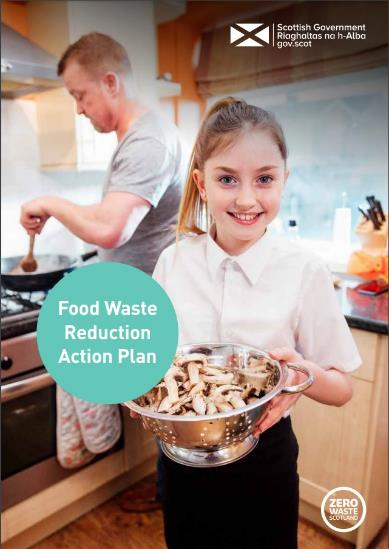 Scottish Government
Riaghaltas na h-Alba
gov.scot
Food Waste
Reduction
Action Plan
ZERO
WASTE
SCOTLAND